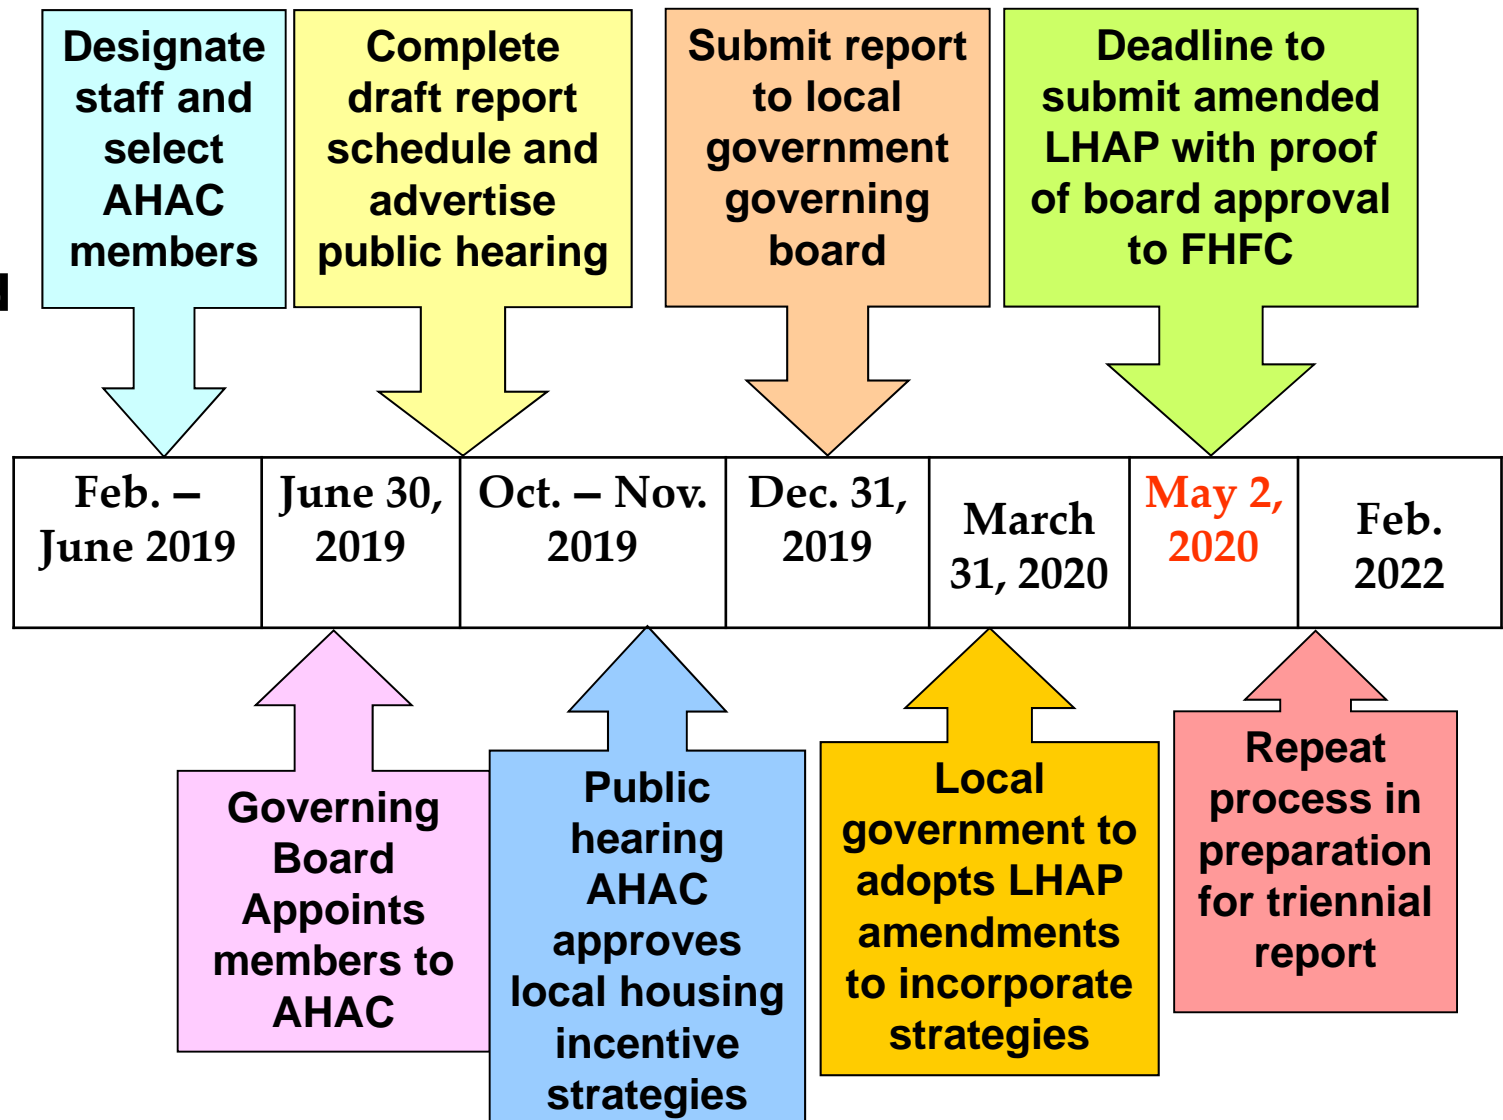 Designate
staff and
select
AHAC
members
Complete
draft report
schedule and
advertise
public hearing
Submit report
to local
government
governing
board
Deadline to
submit amended
LHAP with proof
of board approval
to FHFC
Feb. –
June 2019
June 30,
2019
Oct. – Nov.
2019
Dec. 31,
2019
March
31, 2020
May 2,
2020
Feb.
2022
Governing
Board
Appoints
members to
AHAC
Public
hearing
AHAC
approves
local housing
incentive
strategies
Local
government to
adopts LHAP
amendments
to incorporate
strategies
Repeat
process in
preparation
for triennial
report